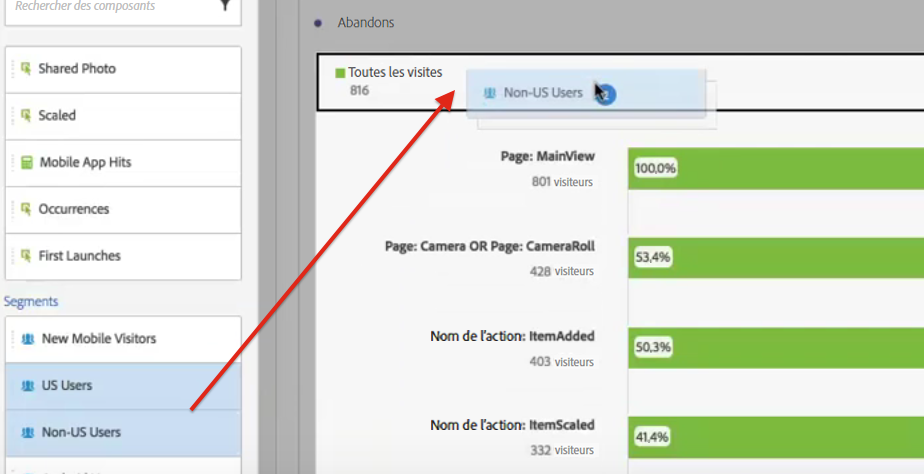 Rechercher des composants
Shared Photo
Scaled
Mobile App Hits
Occurrences
First Launches
Segments
New Mobile Visitors
US Users
Non-US Users
Abandons
Toutes les visites
816
Non-US Users
2
Page: MainView
801 visiteurs
100,0%
Page: Camera OR Page: CameraRoll
428 visiteurs
53,4%
Nom de l'action: ItemAdded
403 visiteurs
50,3%
Nom de l'action: ItemScaled
332 visiteurs
41,4%